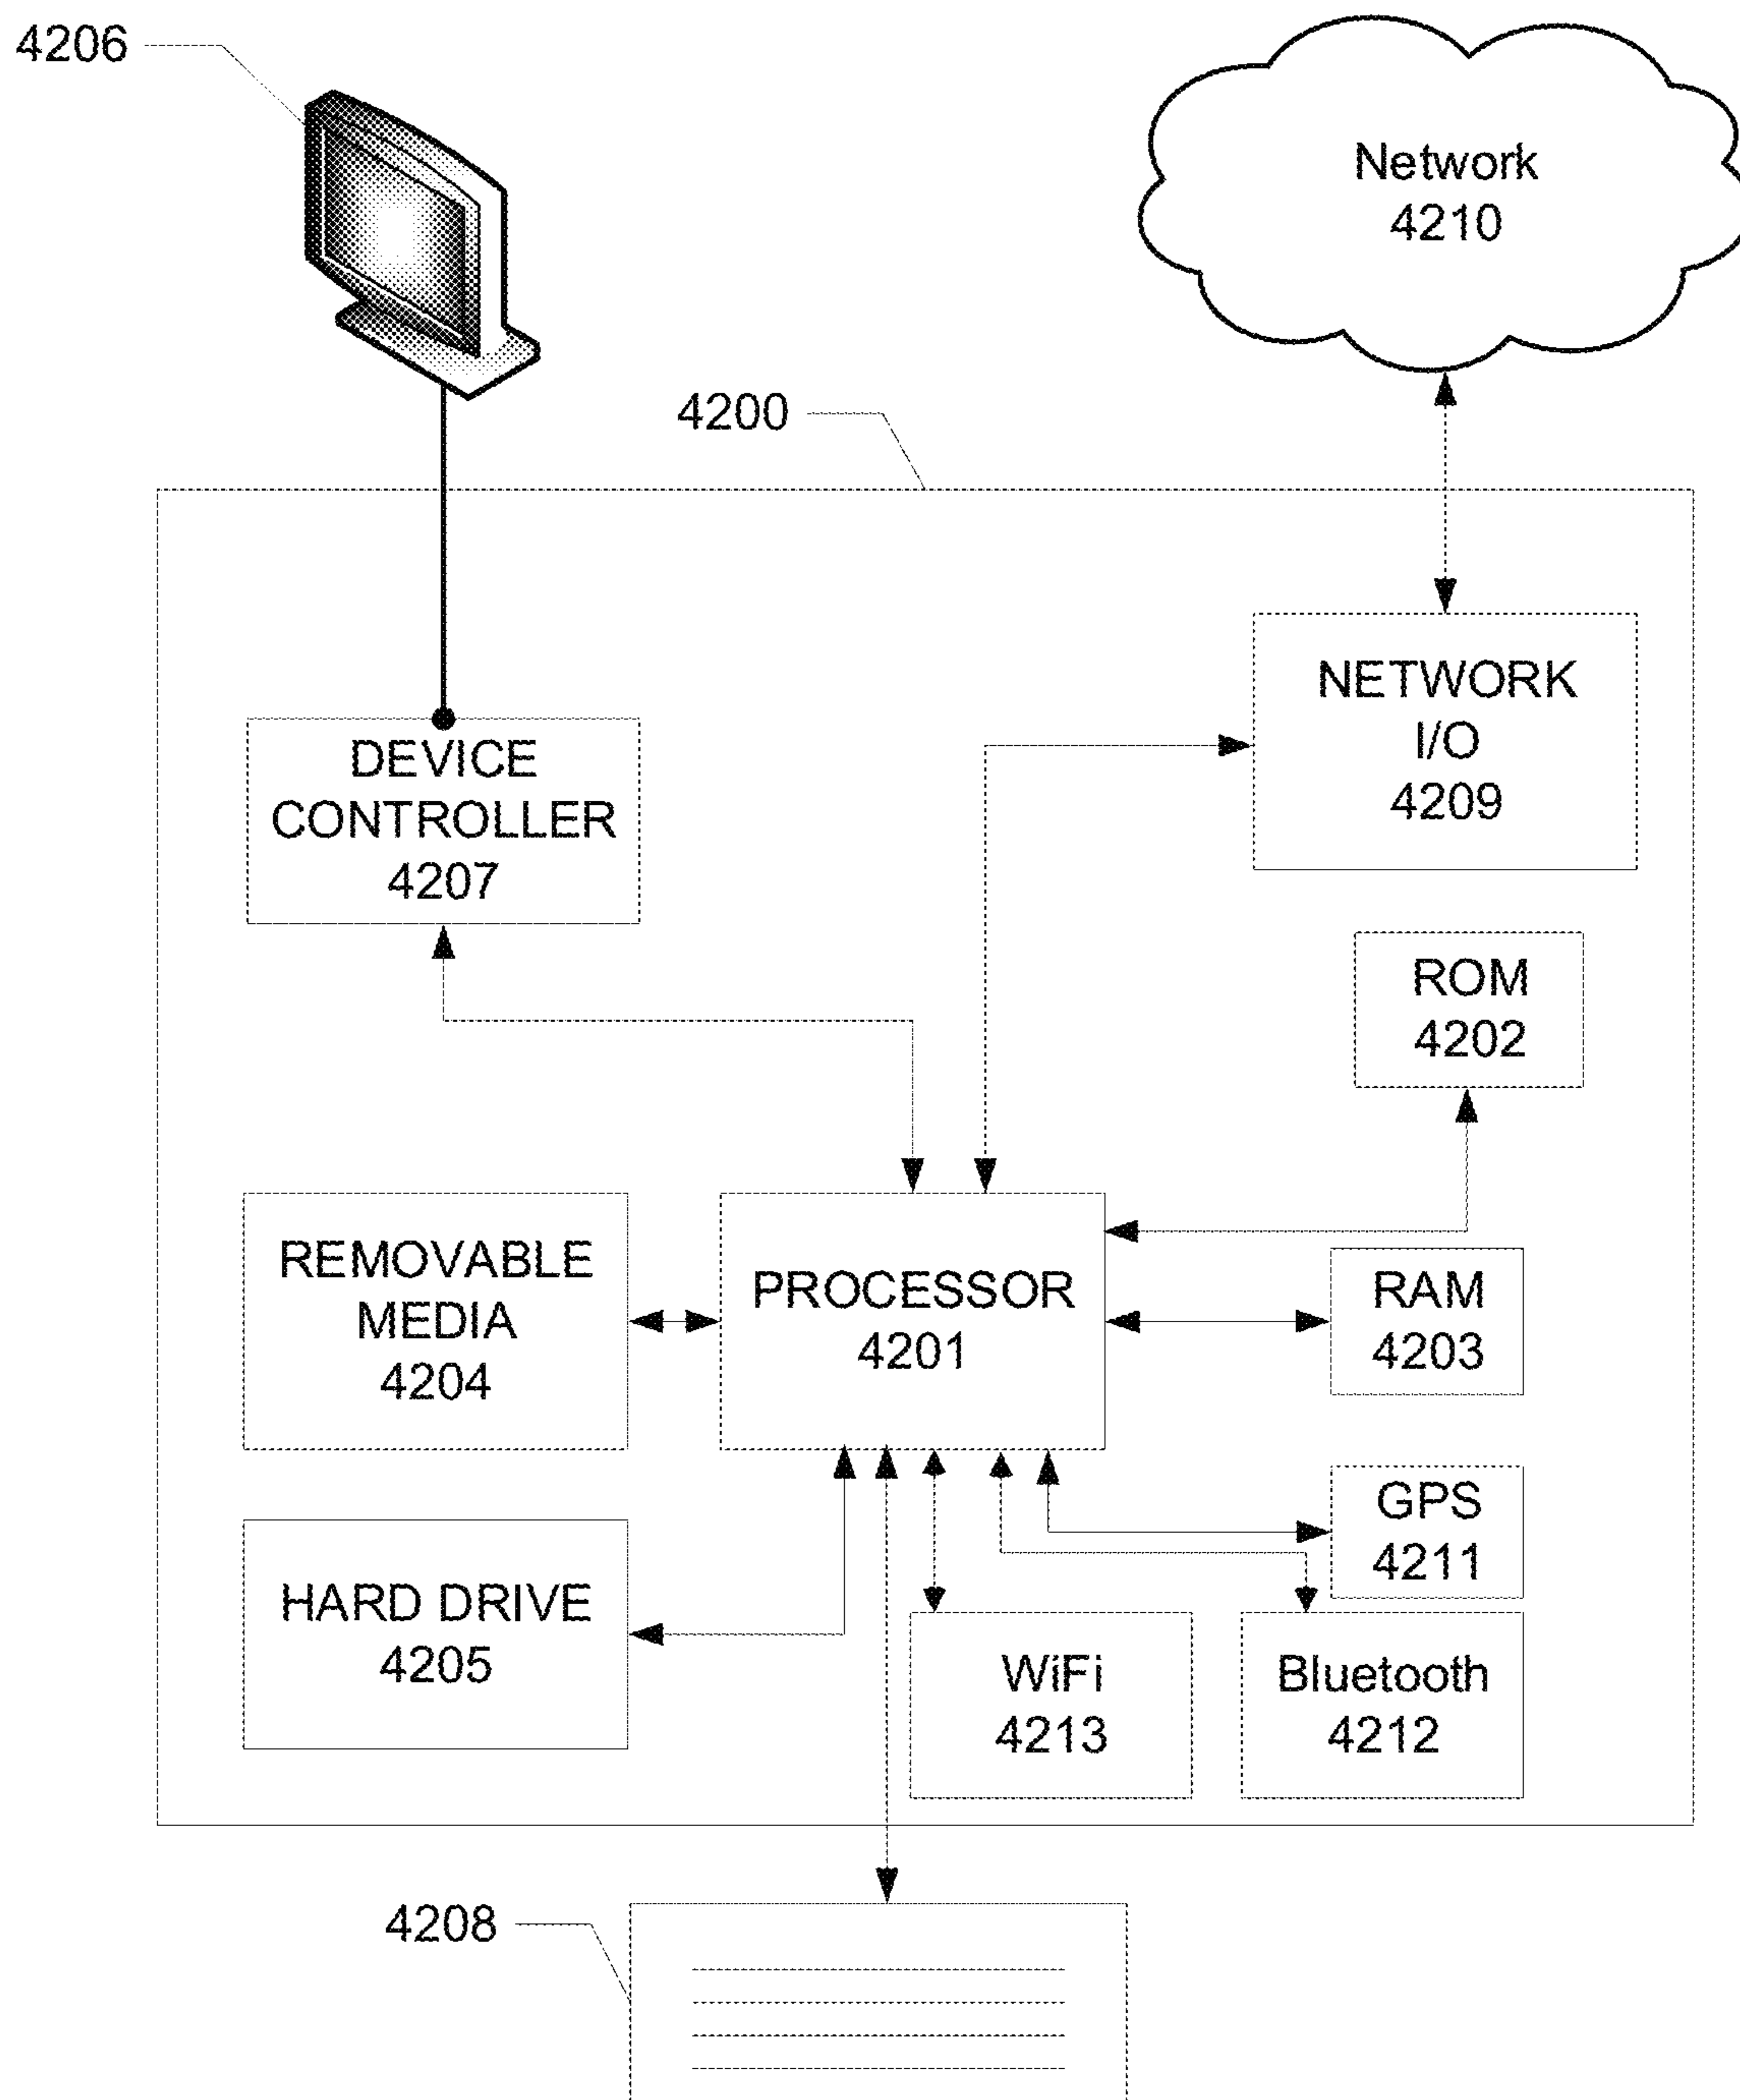 4206
Network
4210
4200
NETWORK
I/O
4209
DEVICE
CONTROLLER
4207
ROM
4202
REMOVABLE
MEDIA
4204
PROCESSOR
4201
RAM
4203
GPS
4211
HARD DRIVE
4205
WiFi
4213
Bluetooth
4212
4208